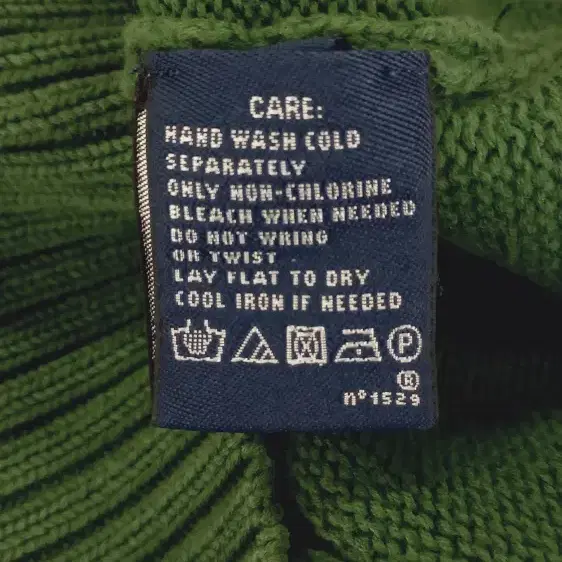 CARE:
HAND WASH COLD
SEPARATELY
ONLY NON-CHLORINE
BLEACH WHEN NEEDED
DO NOT WRING
OR TWIST
LAY FLAT TO DRY
COOL IRON IF NEEDED
P
®
nº1529